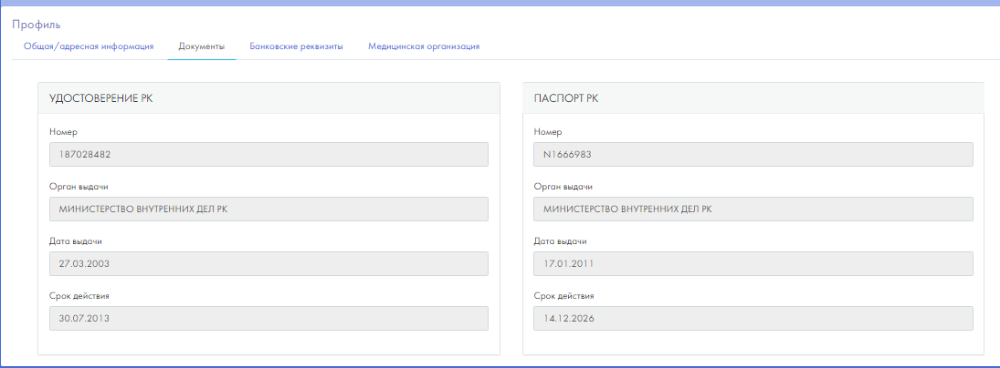 Профиль
Общая/адресная информация Документы Банковские реквизиты Медицинская организация
УДОСТОВЕРЕНИЕ РК
Номер
187028482
Орган выдачи
МИНИСТЕРСТВО ВНУТРЕННИХ ДЕЛ РК
Дата выдачи
27.03.2003
Срок действия
30.07.2013
ПАСПОРТ РК
Номер
N1666983
Орган выдачи
МИНИСТЕРСТВО ВНУТРЕННИХ ДЕЛ РК
Дата выдачи
17.01.2011
Срок действия
14.12.2026